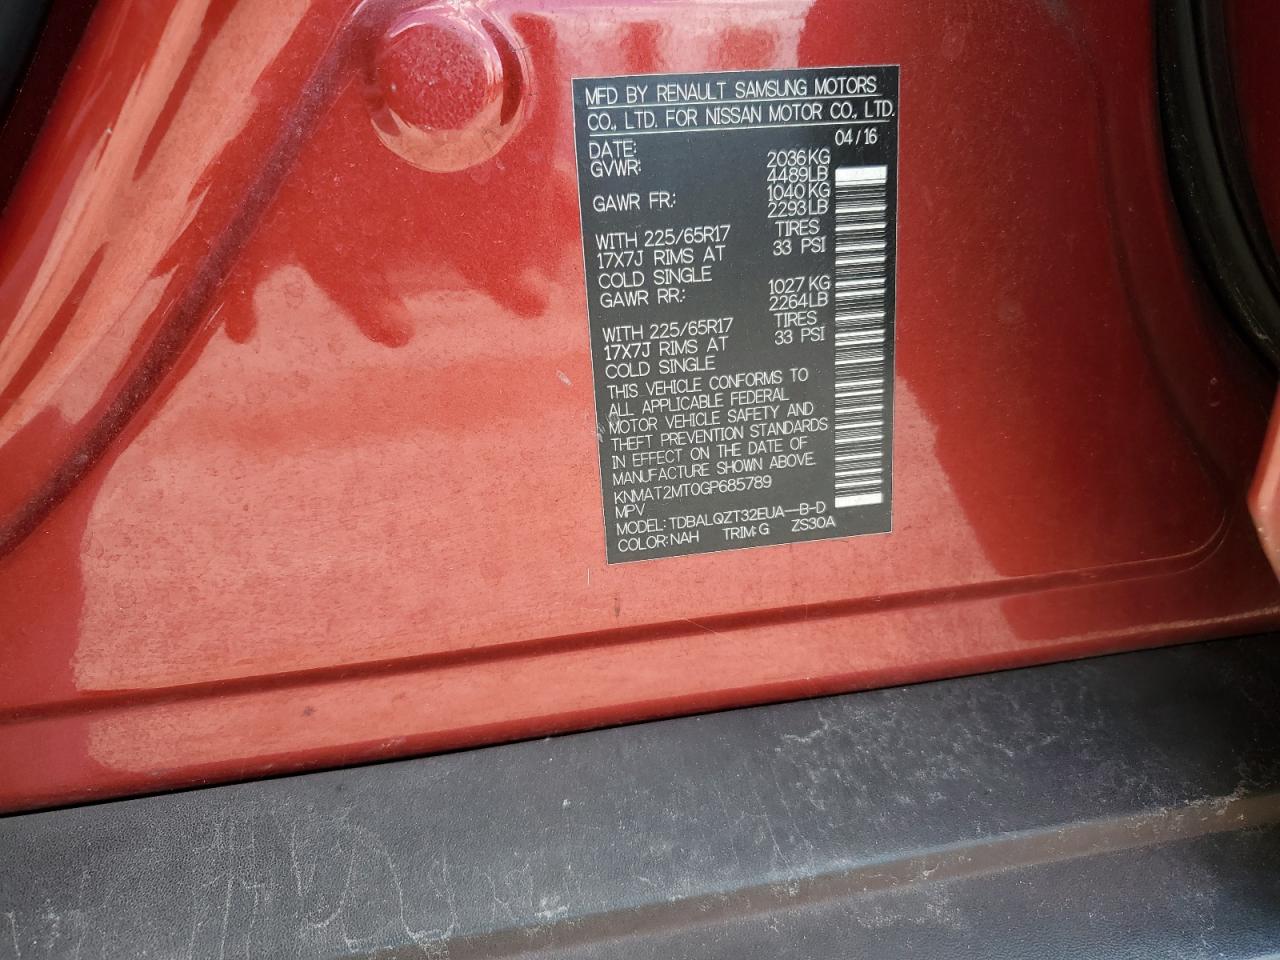 MFD BY RENAULT SAMSUNG MOTORS
CO., LTD. FOR NISSAN MOTOR CO., LTD.
DATE: 04/16
GVWR: 2036KG
4489LB
GAWR FR: 1040KG
2293LB
WITH 225/65R17 TIRES
17X7J RIMS AT 33 PSI
COLD SINGLE
GAWR RR: 1027KG
2264LB
WITH 225/65R17 TIRES
17X7J RIMS AT 33 PSI
COLD SINGLE
THIS VEHICLE CONFORMS TO
ALL APPLICABLE FEDERAL
MOTOR VEHICLE SAFETY AND
THEFT PREVENTION STANDARDS
IN EFFECT ON THE DATE OF
MANUFACTURE SHOWN ABOVE.
KNMAT2MT0GP685789
MPV
MODEL: TDBALQZT32EUA--B-D
COLOR: NAH TRIM: G ZS30A